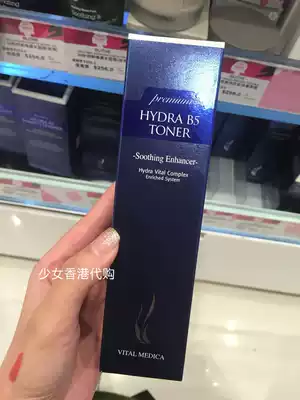 premium
HYDRA B5
TONER
-Soothing Enhancer-
Hydra Vital Complex
Enriched System
少女香港代购
VITAL MEDICA